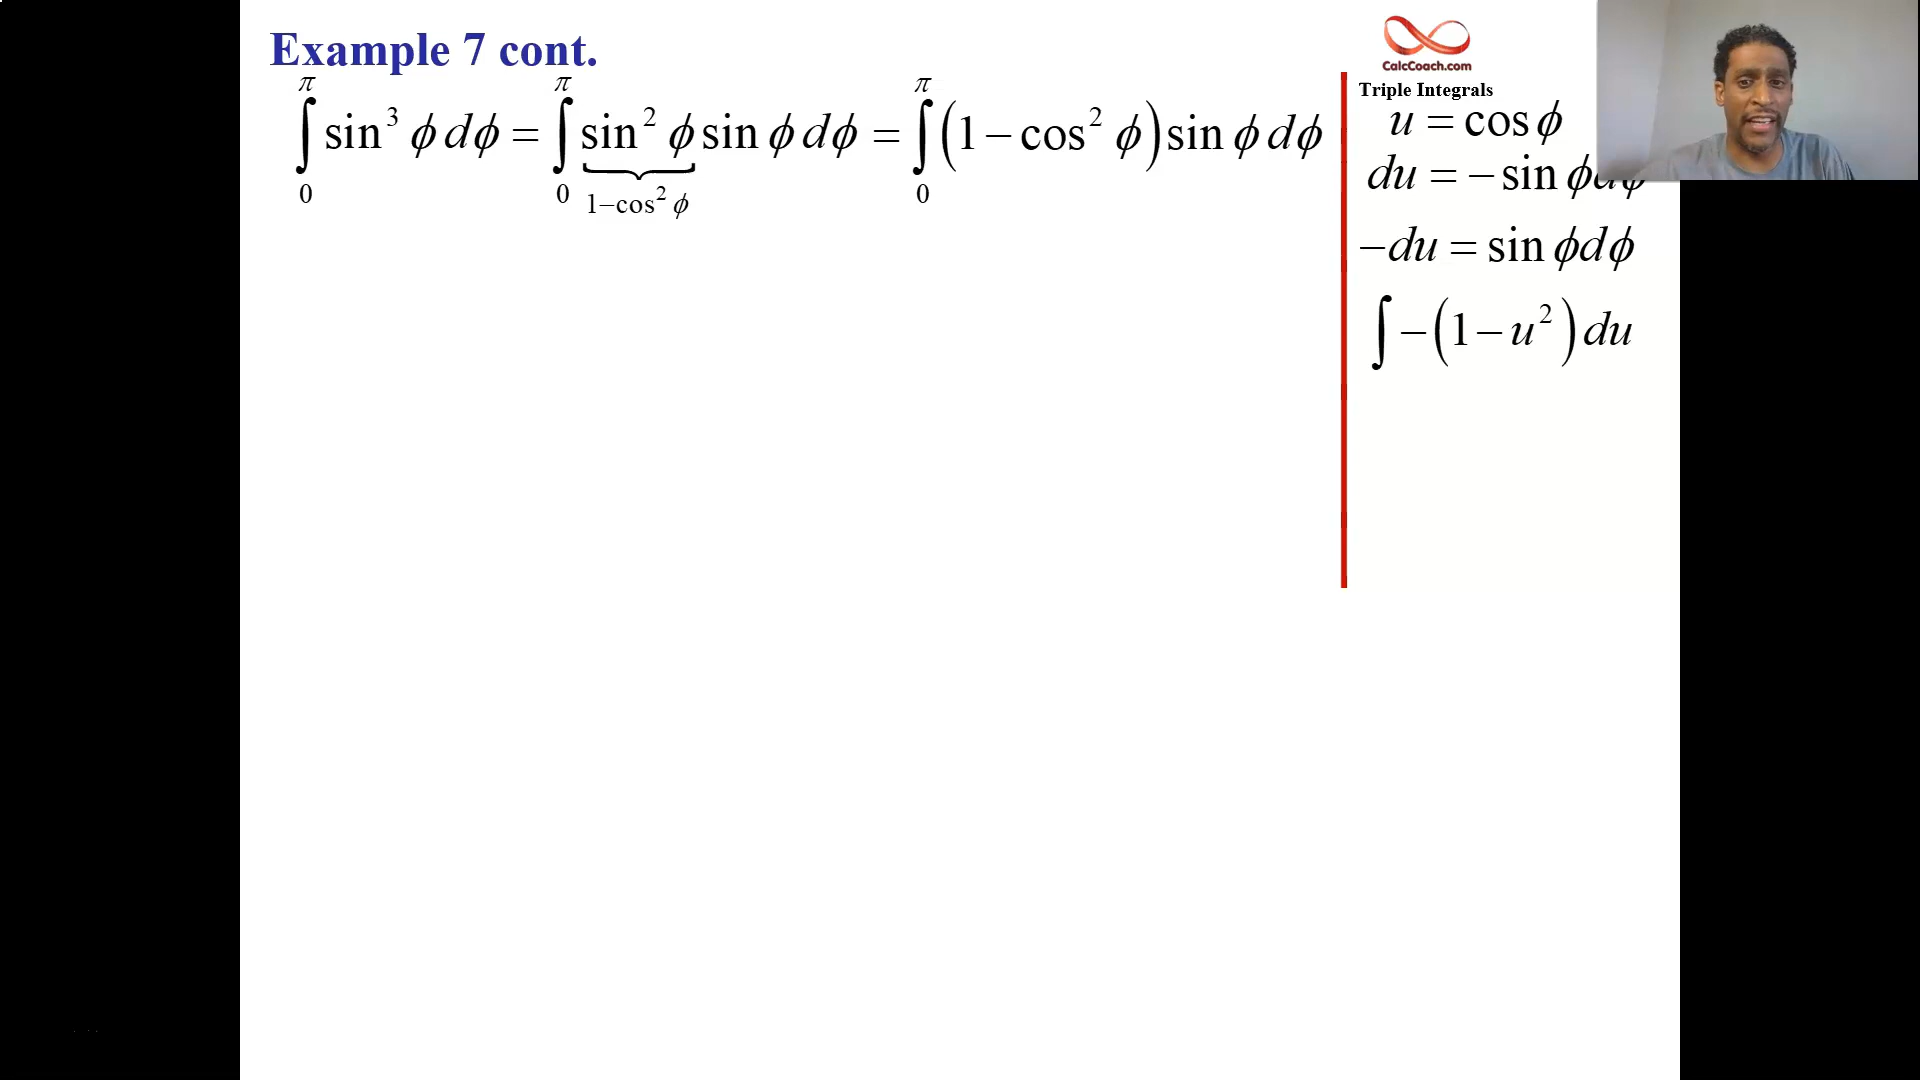 Example 7 cont.
∫₀^π sin³ ϕ dϕ = ∫₀^π sin² ϕ sin ϕ dϕ = ∫₀^π (1 − cos² ϕ) sin ϕ dϕ
1−cos² ϕ
CalcCoach.com
Triple Integrals
u = cos ϕ
du = − sin ϕdϕ
−du = sin ϕdϕ
∫ −(1 − u²) du